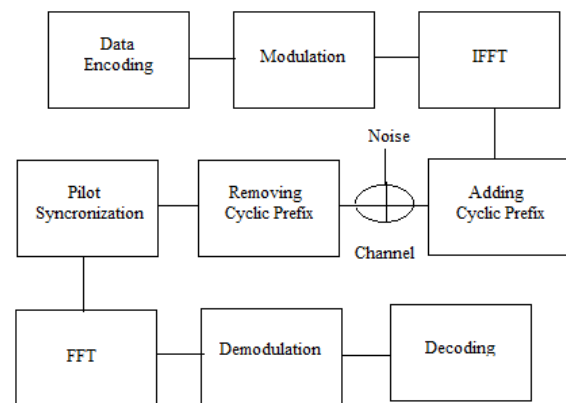 Data
Encoding
Modulation
IFFT
Noise
Pilot
Syncronization
Removing
Cyclic Prefix
Adding
Cyclic Prefix
Channel
FFT
Demodulation
Decoding